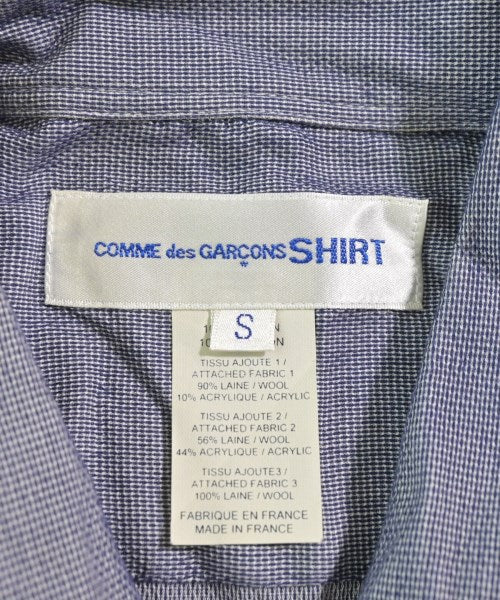 COMME des GARÇONS SHIRT
S
TISSU AJOUTE 1 /
ATTACHED FABRIC 1
90% LAINE / WOOL
10% ACRYLIQUE / ACRYLIC
TISSU AJOUTE 2 /
ATTACHED FABRIC 2
56% LAINE / WOOL
44% ACRYLIQUE / ACRYLIC
TISSU AJOUTE3 /
ATTACHED FABRIC 3
100% LAINE / WOOL
FABRIQUE EN FRANCE
MADE IN FRANCE